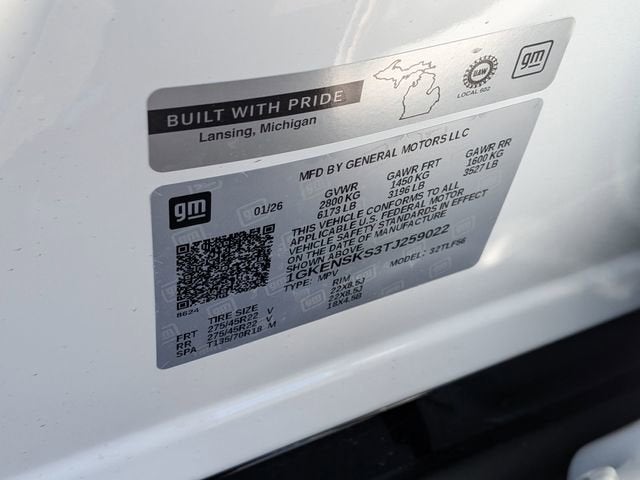 BUILT WITH PRIDE
Lansing, Michigan
UAW
LOCAL 602
gm
MFD BY GENERAL MOTORS LLC
gm
01/26
GVWR GAWR FRT GAWR RR
2800 KG 1450 KG 1600 KG
6173 LB 3196 LB 3527 LB
THIS VEHICLE CONFORMS TO ALL
APPLICABLE U.S. FEDERAL MOTOR
VEHICLE SAFETY STANDARDS IN EFFECT
ON THE DATE OF MANUFACTURE
SHOWN ABOVE.
1GKENSKS3TJ259022
TYPE: MPV MODEL: 32TLF56
8624
TIRE SIZE RIM
FRT 275/45R22 V 22X8.5J
RR 275/45R22 V 22X8.5J
SPA T135/70R18 M 18X4.5B